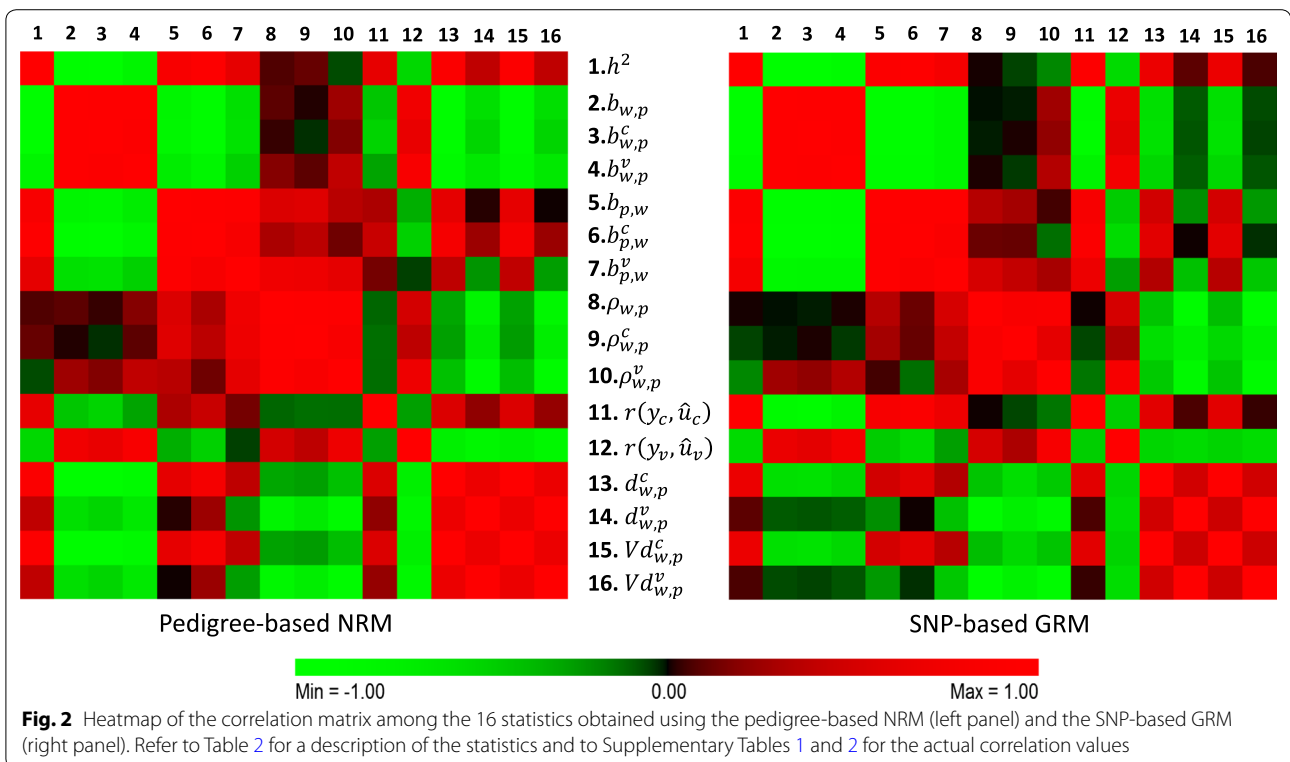 1 2 3 4 5 6 7 8 9 10 11 12 13 14 15 16
1 2 3 4 5 6 7 8 9 10 11 12 13 14 15 16
1. h²
2. b_{w,p}
3. b^c_{w,p}
4. b^v_{w,p}
5. b_{p,w}
6. b^c_{p,w}
7. b^v_{p,w}
8. ρ_{w,p}
9. ρ^c_{w,p}
10. ρ^v_{w,p}
11. r(y_c, û_c)
12. r(y_v, û_v)
13. d^c_{w,p}
14. d^v_{w,p}
15. Vd^c_{w,p}
16. Vd^v_{w,p}
Pedigree-based NRM
SNP-based GRM
Min = -1.00 0.00 Max = 1.00
Fig. 2 Heatmap of the correlation matrix among the 16 statistics obtained using the pedigree-based NRM (left panel) and the SNP-based GRM
(right panel). Refer to Table 2 for a description of the statistics and to Supplementary Tables 1 and 2 for the actual correlation values